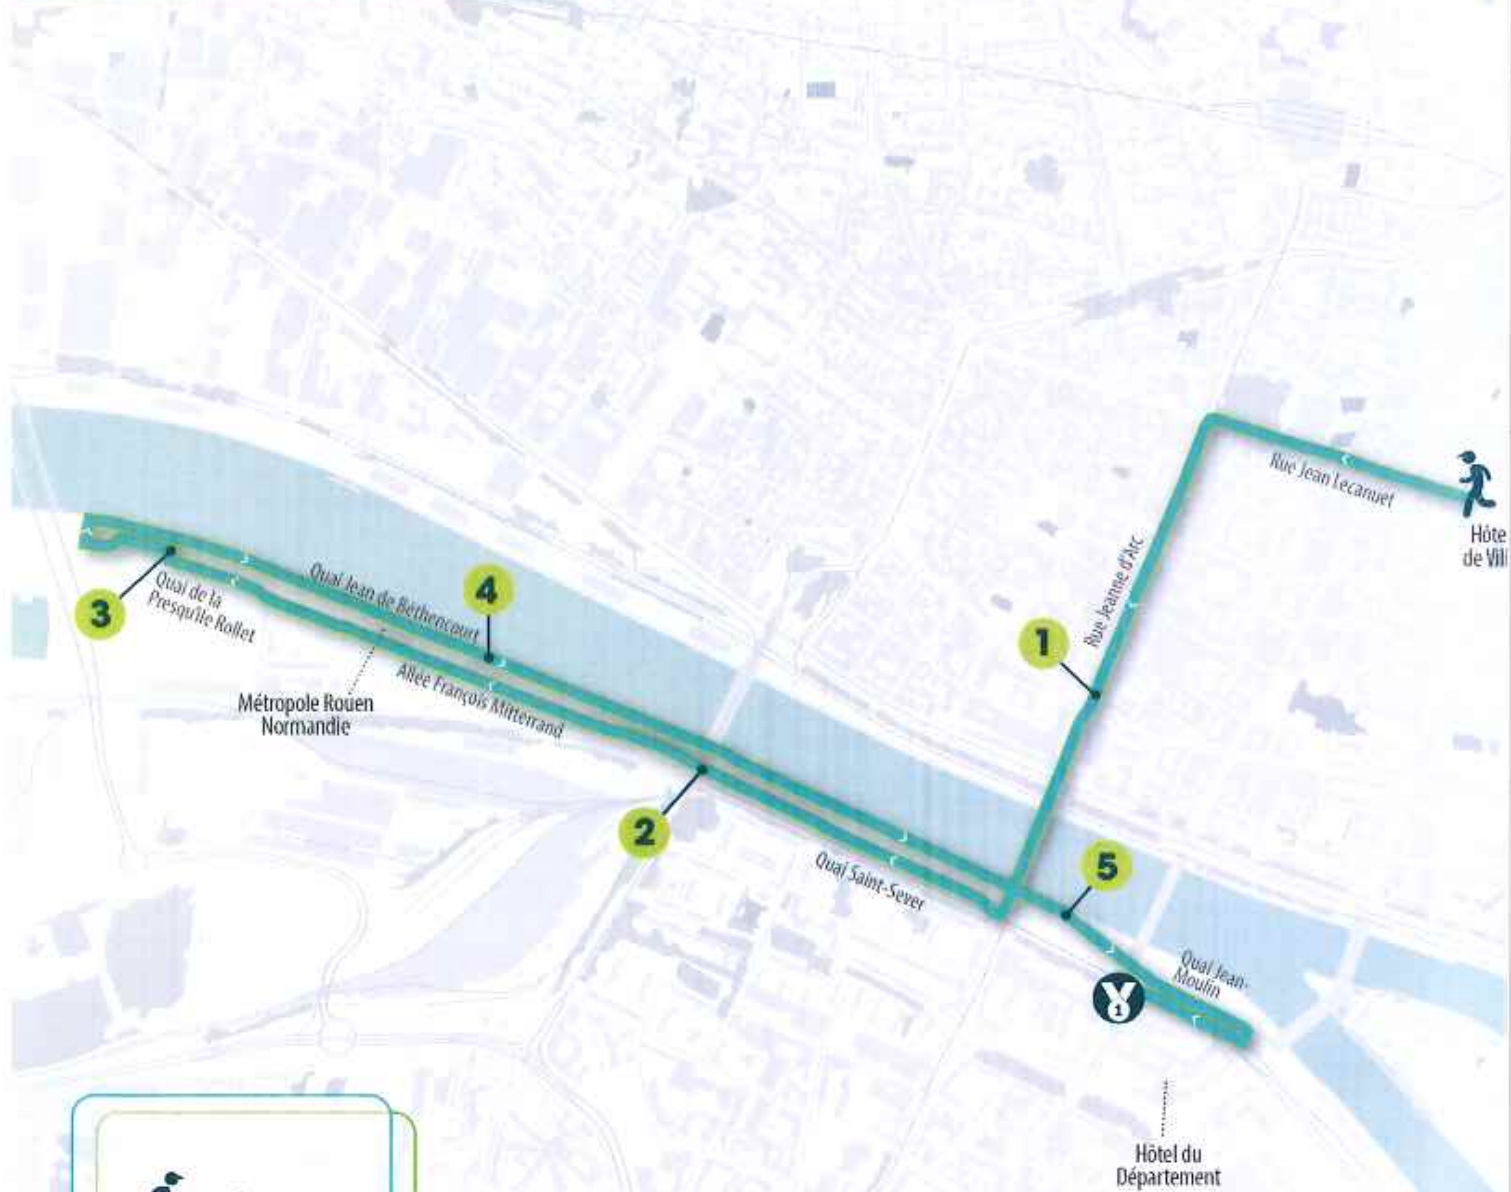 Rue Jean Lecanuet
Hôte
de Vill
Rue Jeanne d'Arc
1
4
Quai Jean de Béthencourt
3
Quai de la
Presqu'île Rollet
Allée François Mitterrand
Métropole Rouen
Normandie
2
Quai Saint-Sever
5
Quai Jean-
Moulin
1
Hôtel du
Département